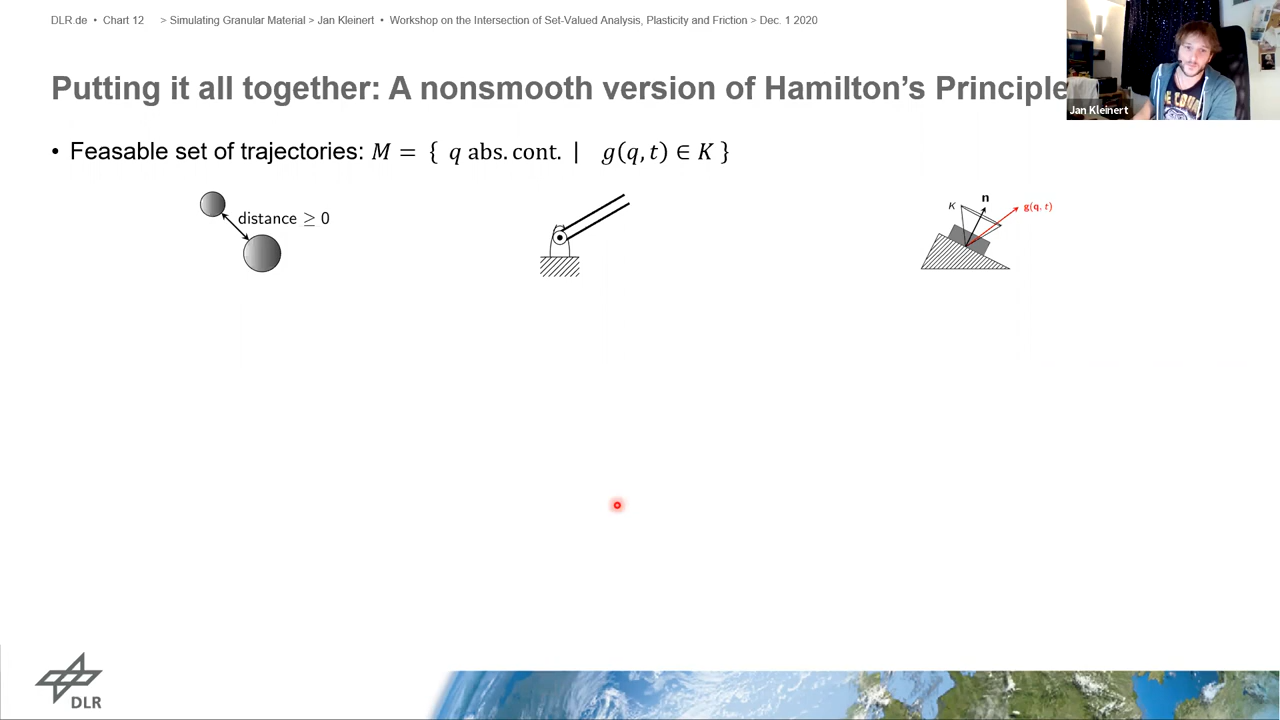 DLR.de • Chart 12 > Simulating Granular Material > Jan Kleinert • Workshop on the Intersection of Set-Valued Analysis, Plasticity and Friction > Dec. 1 2020
Putting it all together: A nonsmooth version of Hamilton's Principle
Jan Kleinert
• Feasable set of trajectories: M = { q abs. cont. | g(q, t) ∈ K }
distance ≥ 0
K
n
g(q, t)
DLR